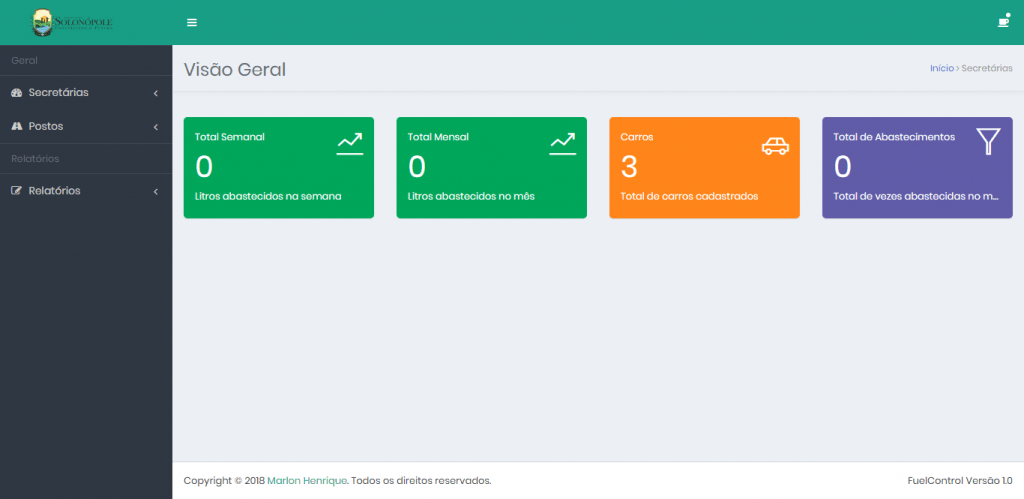 SOLONÓPOLE
Geral
Secretárias
Postos
Relatórios
Relatórios
Visão Geral
Início > Secretárias
Total Semanal
0
Litros abastecidos na semana
Total Mensal
0
Litros abastecidos no mês
Carros
3
Total de carros cadastrados
Total de Abastecimentos
0
Total de vezes abastecidas no m...
Copyright © 2018 Marlon Henrique. Todos os direitos reservados.
FuelControl Versão 1.0